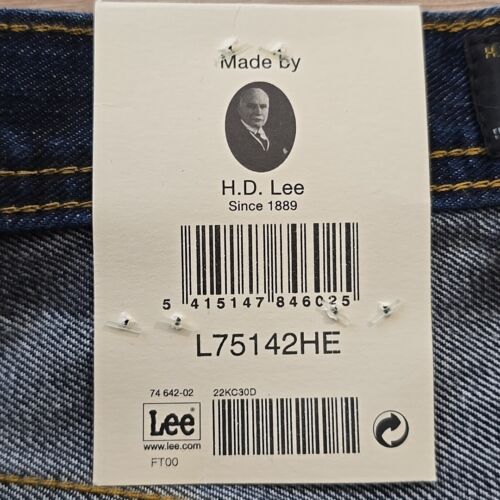 Made by
H.D. Lee
Since 1889
5 415147 846025
L75142HE
74 642-02 22KC30D
Lee
www.lee.com
FT00
H.